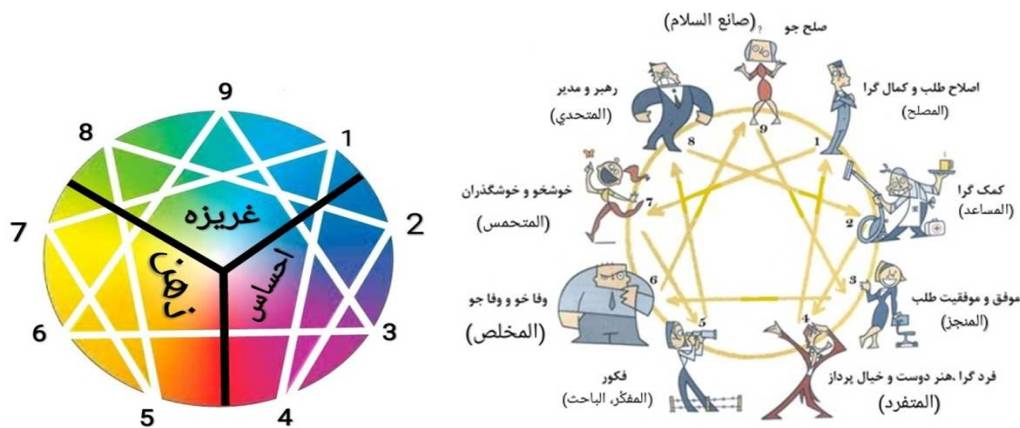 9
8
1
7
2
6
3
5
4
غریزه
ذهن
احساس
صلح جو ? (صانع السلام)
رهبر و مدیر
(المتحدي)
اصلاح طلب و کمال گرا
(المصلح)
خوشخو و خوشگذران
(المتحمس)
کمک گرا
(المساعد)
وفا خو و وفا جو
(المخلص)
موفق و موفقیت طلب
(المنجز)
فکور
(المفكّر, الباحث)
فرد گرا ،هنر دوست و خیال پرداز
(المتفرد)
9
8
1
7
2
6
3
5
4